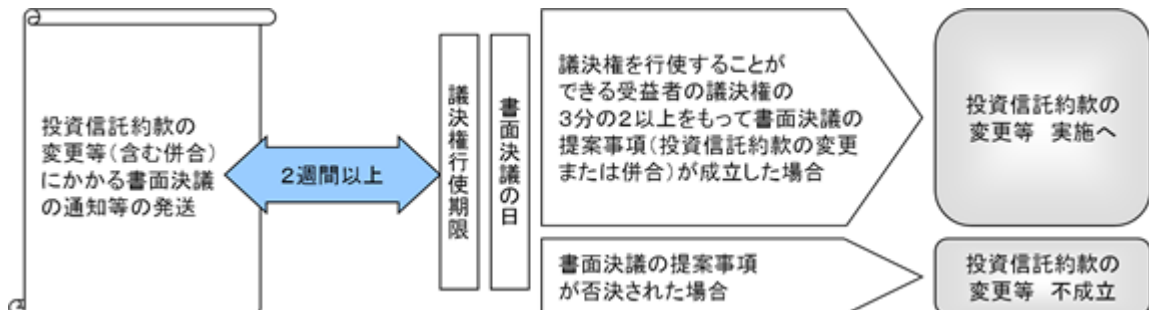 投資信託約款の
変更等(含む併合)
にかかる書面決議
の通知等の発送
２週間以上
議決権行使期限
書面決議の日
議決権を行使することが
できる受益者の議決権の
３分の２以上をもって書面決議の
提案事項(投資信託約款の変更
または併合)が成立した場合
投資信託約款の
変更等　実施へ
書面決議の提案事項
が否決された場合
投資信託約款の
変更等　不成立